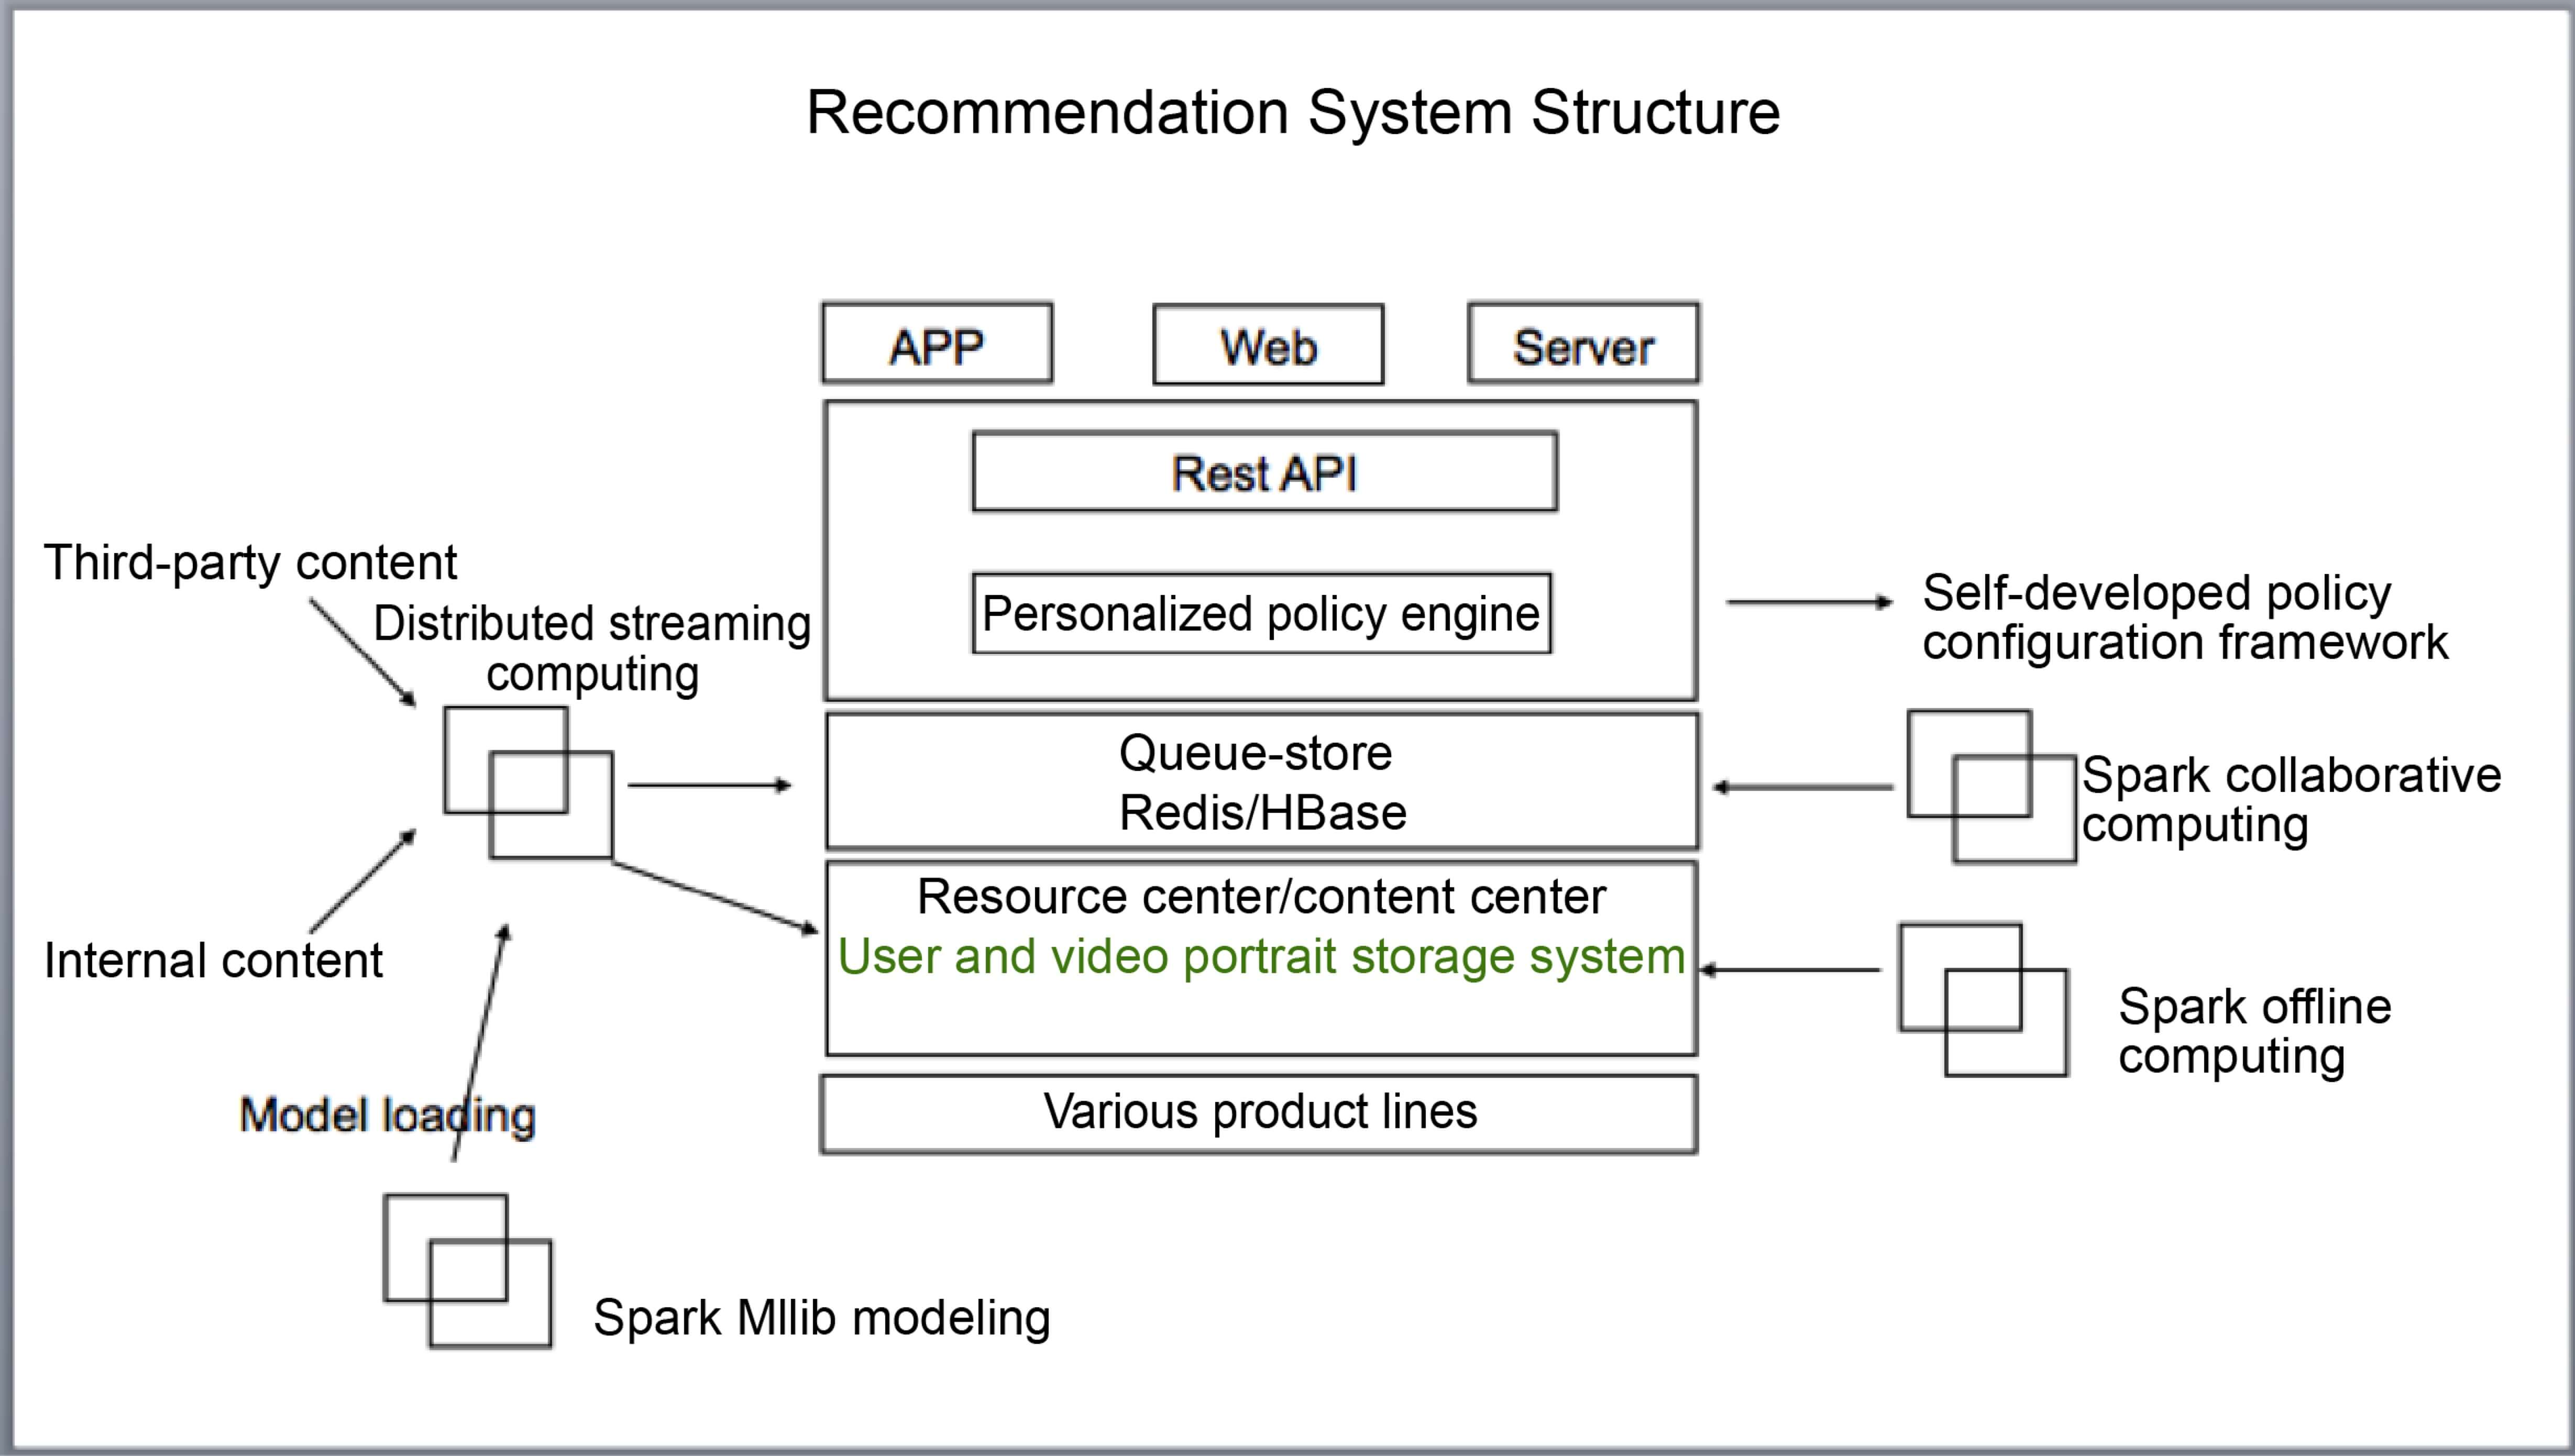 Recommendation System Structure
APP
Web
Server
Rest API
Personalized policy engine
Third-party content
Distributed streaming
computing
Internal content
Model loading
Spark Mllib modeling
Queue-store
Redis/HBase
Resource center/content center
User and video portrait storage system
Various product lines
Self-developed policy
configuration framework
Spark collaborative
computing
Spark offline
computing